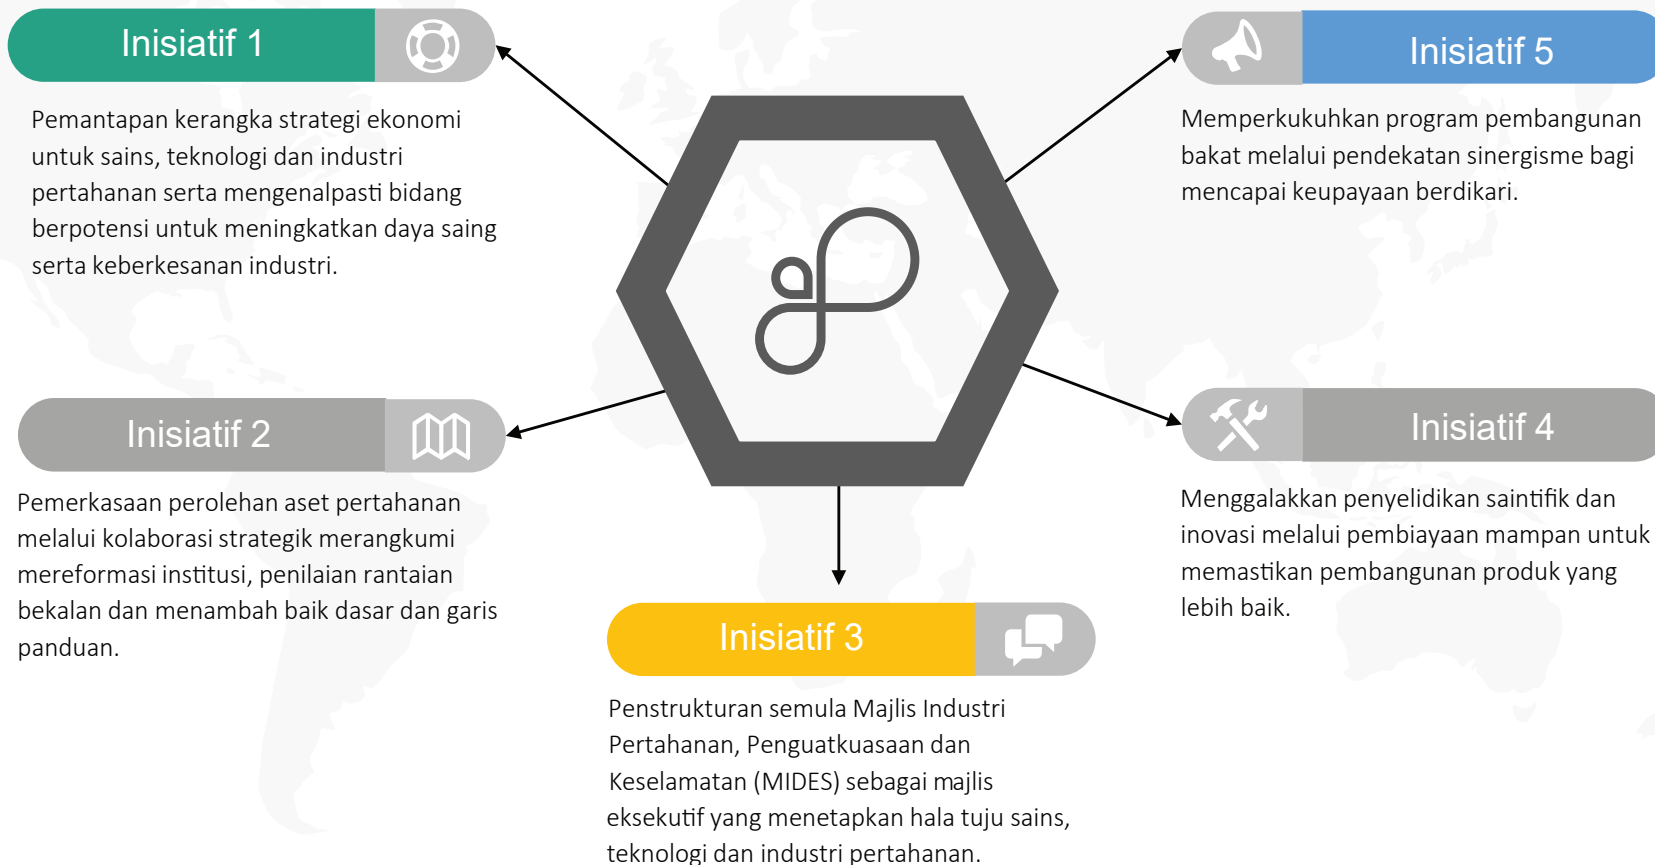 Inisiatif 1
Pemantapan kerangka strategi ekonomi
untuk sains, teknologi dan industri
pertahanan serta mengenalpasti bidang
berpotensi untuk meningkatkan daya saing
serta keberkesanan industri.
Inisiatif 2
Pemerkasaan perolehan aset pertahanan
melalui kolaborasi strategik merangkumi
mereformasi institusi, penilaian rantaian
bekalan dan menambah baik dasar dan garis
panduan.
Inisiatif 3
Penstrukturan semula Majlis Industri
Pertahanan, Penguatkuasaan dan
Keselamatan (MIDES) sebagai majlis
eksekutif yang menetapkan hala tuju sains,
teknologi dan industri pertahanan.
Inisiatif 4
Menggalakkan penyelidikan saintifik dan
inovasi melalui pembiayaan mampan untuk
memastikan pembangunan produk yang
lebih baik.
Inisiatif 5
Memperkukuhkan program pembangunan
bakat melalui pendekatan sinergisme bagi
mencapai keupayaan berdikari.